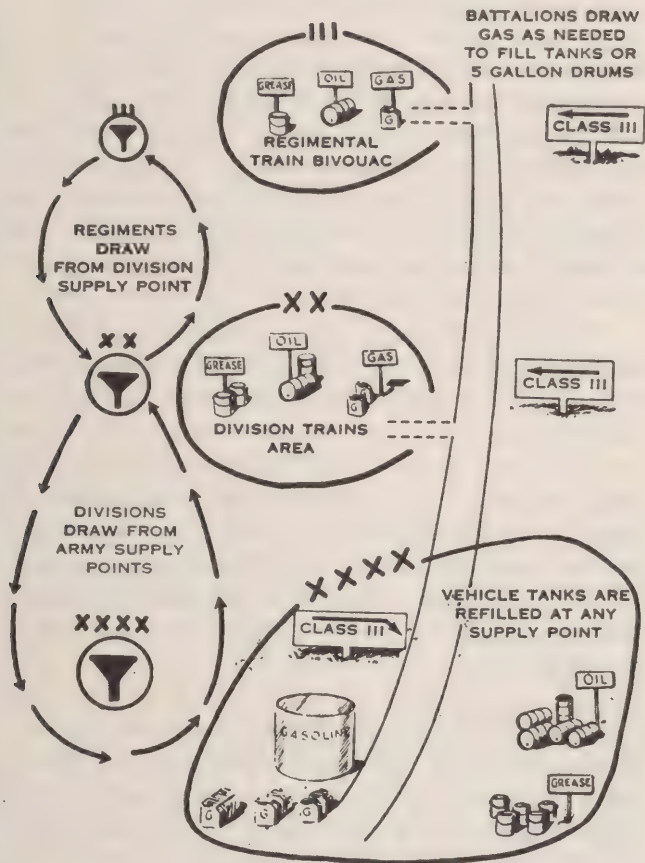 BATTALIONS DRAW
GAS AS NEEDED
TO FILL TANKS OR
5 GALLON DRUMS
III
GREASE
OIL
GAS
G
REGIMENTAL
TRAIN BIVOUAC
CLASS III
III
REGIMENTS
DRAW
FROM DIVISION
SUPPLY POINT
XX
XX
GREASE
OIL
GAS
G
G
DIVISION TRAINS
AREA
CLASS III
DIVISIONS
DRAW FROM
ARMY SUPPLY
POINTS
XXXX
XXXX
CLASS III
VEHICLE TANKS ARE
REFILLED AT ANY
SUPPLY POINT
GASOLINE
G
G
G
OIL
GREASE